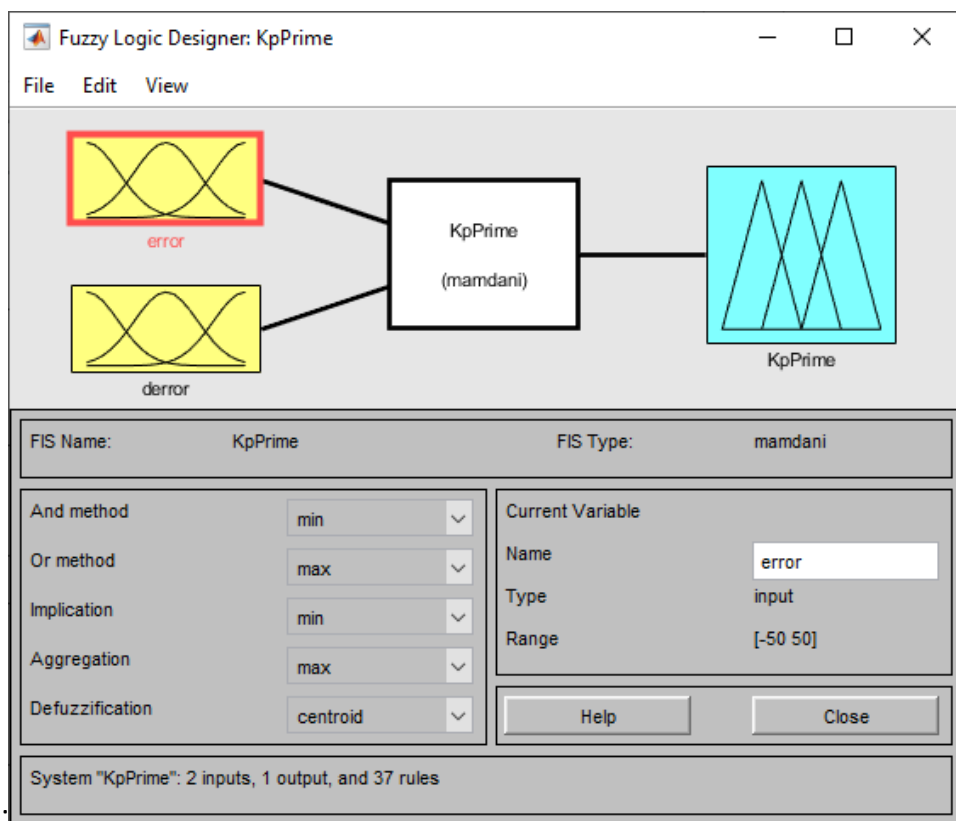 Fuzzy Logic Designer: KpPrime
File Edit View
error
derror
KpPrime
(mamdani)
KpPrime
FIS Name: KpPrime FIS Type: mamdani
And method min
Or method max
Implication min
Aggregation max
Defuzzification centroid
Current Variable
Name error
Type input
Range [-50 50]
Help Close
System "KpPrime": 2 inputs, 1 output, and 37 rules
.